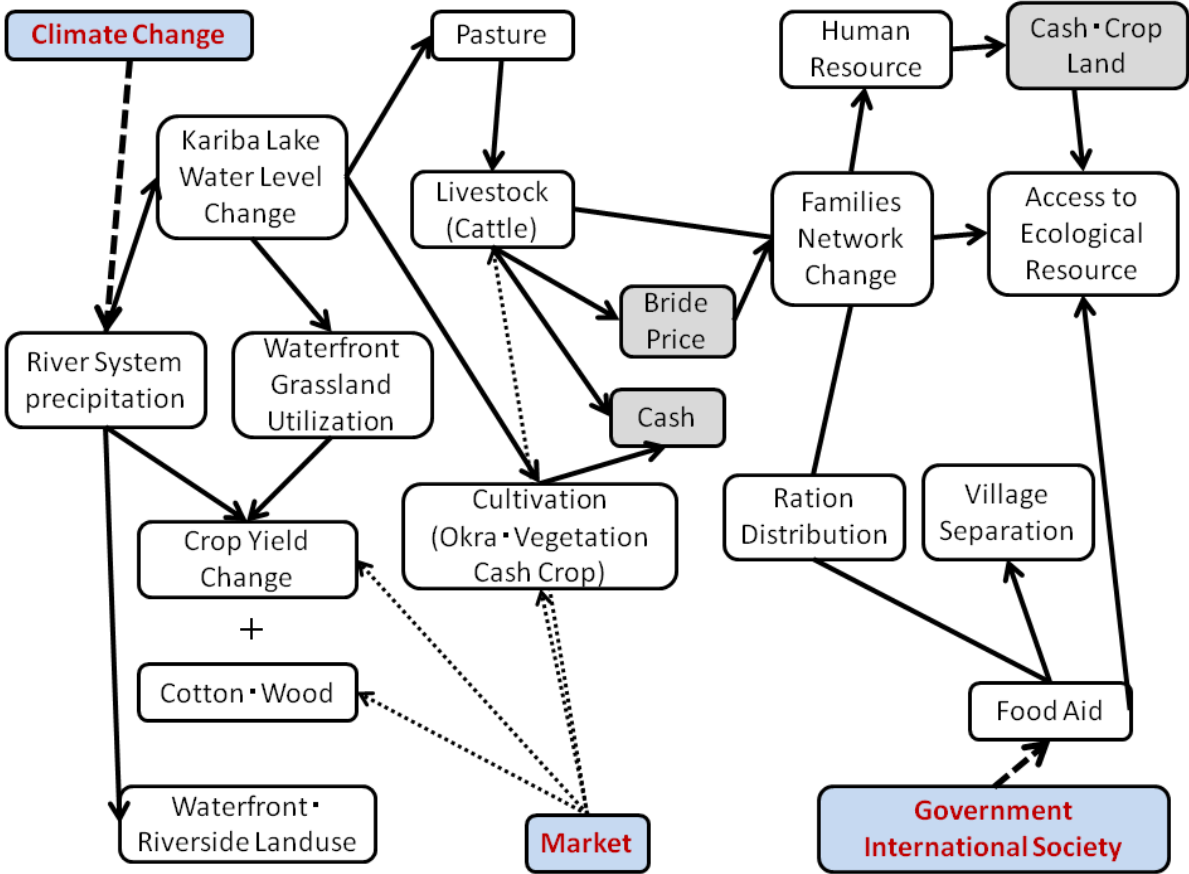 Climate Change
Pasture
Human
Resource
Cash・Crop
Land
Kariba Lake
Water Level
Change
Livestock
(Cattle)
Families
Network
Change
Access to
Ecological
Resource
Bride
Price
River System
precipitation
Waterfront
Grassland
Utilization
Cash
Cultivation
(Okra・Vegetation
Cash Crop)
Ration
Distribution
Village
Separation
Crop Yield
Change
+
Cotton・Wood
Food Aid
Waterfront・
Riverside Landuse
Market
Government
International Society